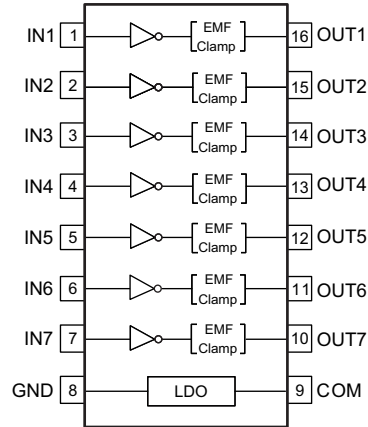 IN1 1 EMF Clamp 16 OUT1
IN2 2 EMF Clamp 15 OUT2
IN3 3 EMF Clamp 14 OUT3
IN4 4 EMF Clamp 13 OUT4
IN5 5 EMF Clamp 12 OUT5
IN6 6 EMF Clamp 11 OUT6
IN7 7 EMF Clamp 10 OUT7
GND 8 LDO 9 COM